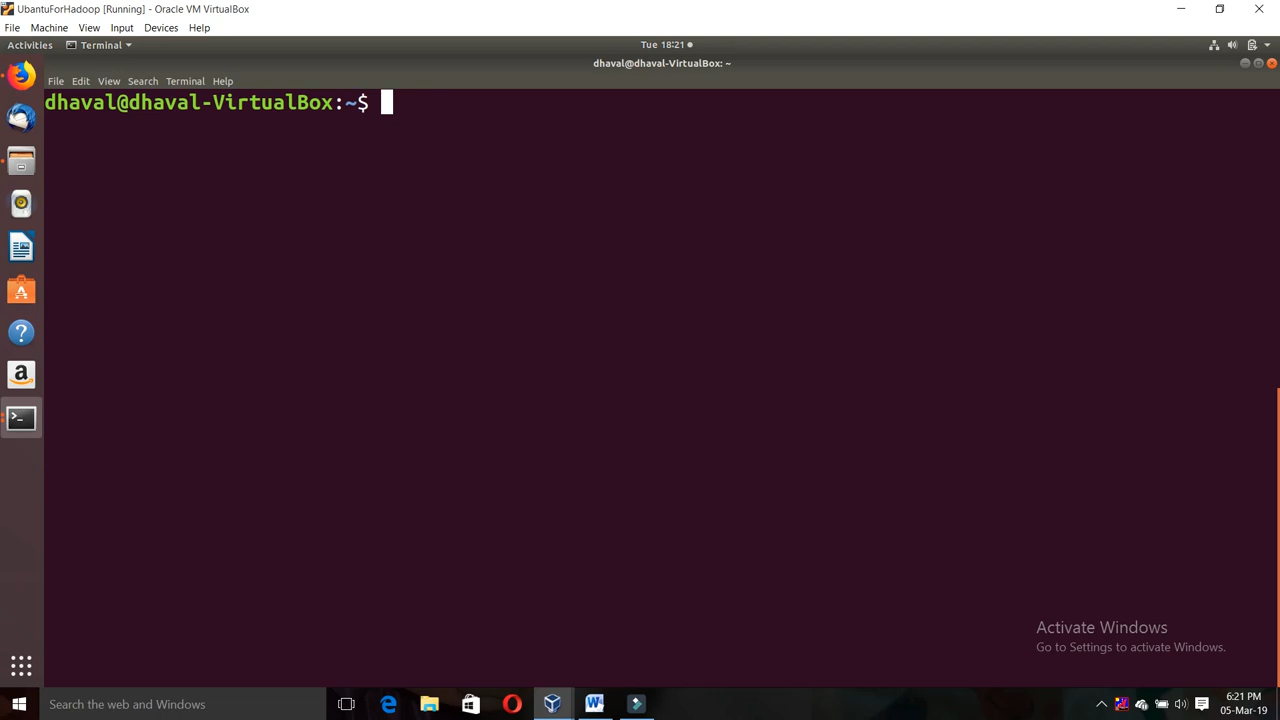 UbantuForHadoop [Running] - Oracle VM VirtualBox
File Machine View Input Devices Help
Activities Terminal Tue 18:21
dhaval@dhaval-VirtualBox: ~
File Edit View Search Terminal Help
dhaval@dhaval-VirtualBox:~$
Activate Windows
Go to Settings to activate Windows.
Search the web and Windows
6:21 PM
05-Mar-19